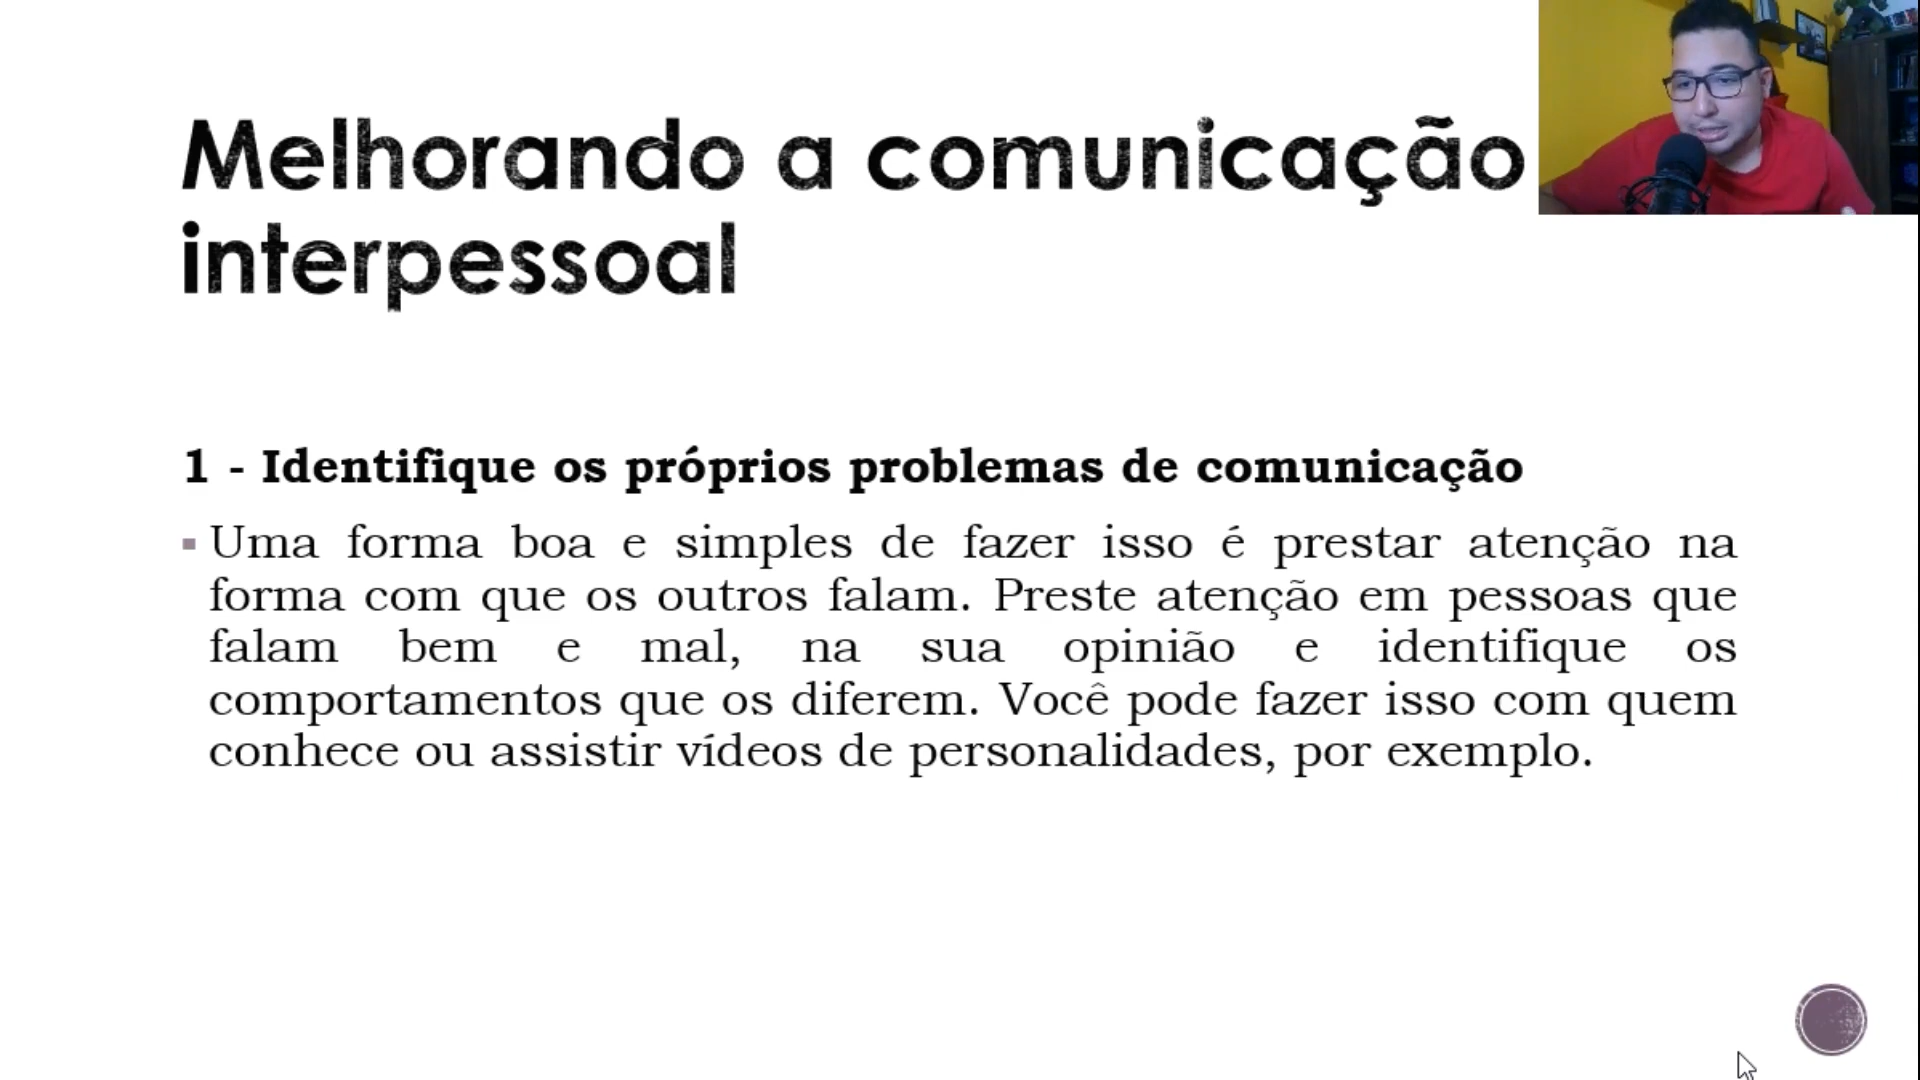 Melhorando a comunicação
interpessoal
1 - Identifique os próprios problemas de comunicação
Uma forma boa e simples de fazer isso é prestar atenção na
forma com que os outros falam. Preste atenção em pessoas que
falam bem e mal, na sua opinião e identifique os
comportamentos que os diferem. Você pode fazer isso com quem
conhece ou assistir vídeos de personalidades, por exemplo.